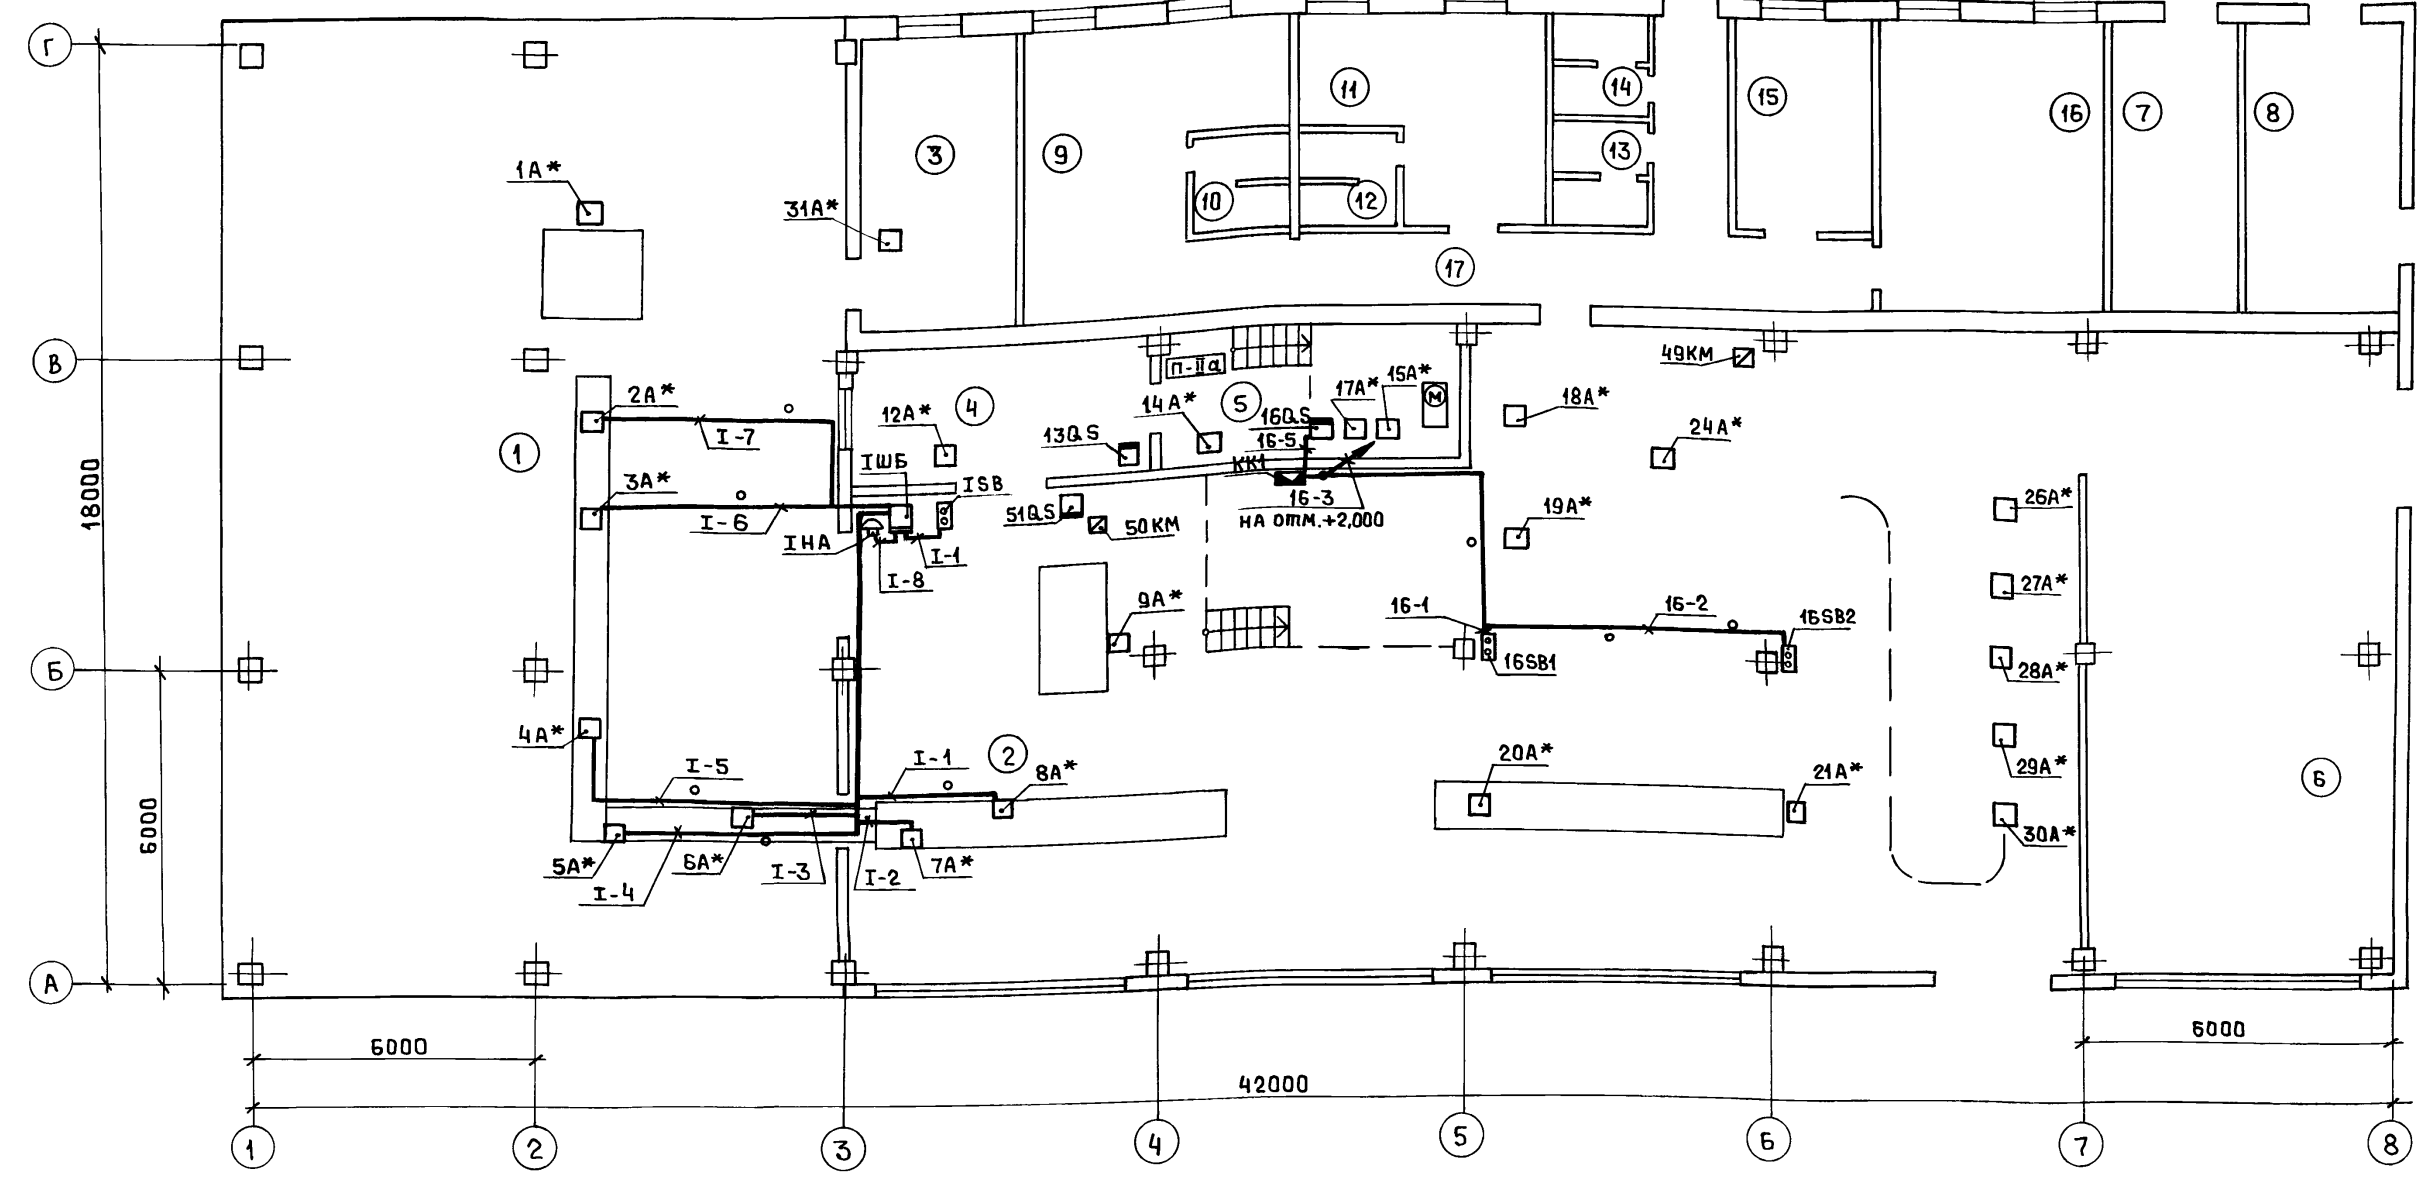 Г
11
14
15
16
7
8
3
9
13
1А*
31А*
10
12
17
В
49КМ
П-IIа
15А*
17А*
2А*
4
12А*
14А*
5
16QS
М
18А*
I-7
13QS
16-5
24А*
1
IШБ
КК1
18000
3А*
ISB
16-3
26А*
I-6
51QS
50КМ
НА ОТМ.+2,000
19А*
IНА
I-1
I-8
27А*
9А*
16-1
16-2
16SB2
Б
16SB1
28А*
4А*
I-5
I-1
2
8А*
20А*
21А*
29А*
6
6000
5А*
6А*
I-3
I-2
7А*
30А*
I-4
А
6000
6000
42000
1
2
3
4
5
6
7
8